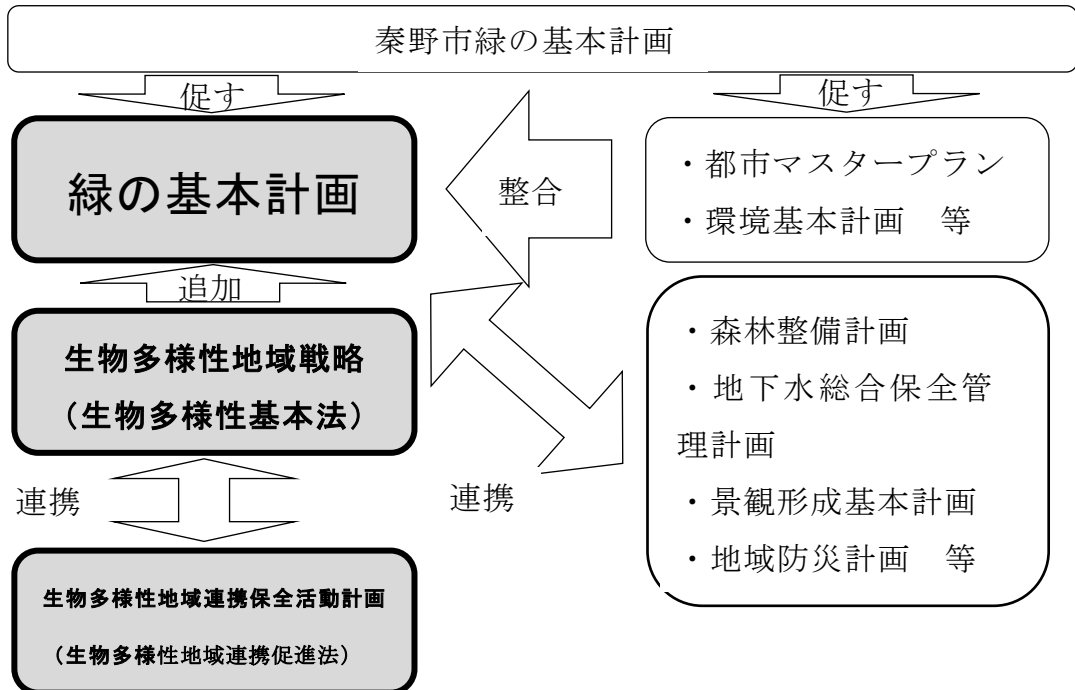 秦野市緑の基本計画
促す
促す
緑の基本計画
整合
・都市マスタープラン
・環境基本計画　等
追加
生物多様性地域戦略
（生物多様性基本法）
・森林整備計画
・地下水総合保全管
理計画
・景観形成基本計画
・地域防災計画　等
連携
連携
生物多様性地域連携保全活動計画
（生物多様性地域連携促進法）